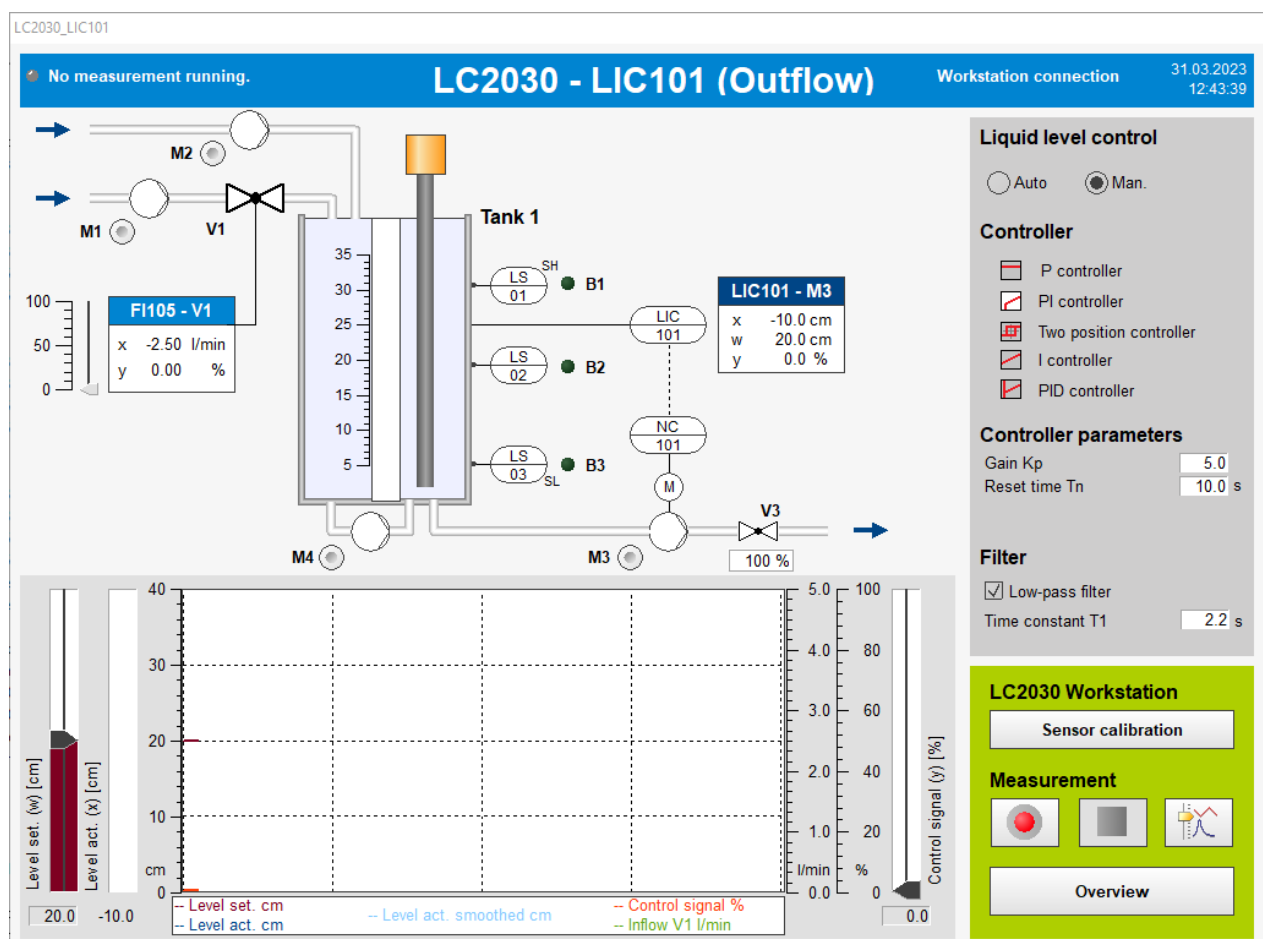 LC2030_LIC101
No measurement running.
LC2030 - LIC101 (Outflow)
Workstation connection
31.03.2023
12:43:39
M2
M1
V1
Tank 1
35
30
25
20
15
10
5
LS
01
SH
B1
LS
02
B2
LS
03
SL
B3
LIC
101
NC
101
M
100
50
0
FI105 - V1
x -2.50 l/min
y 0.00 %
LIC101 - M3
x -10.0 cm
w 20.0 cm
y 0.0 %
M4
M3
V3
100 %
Liquid level control
Auto Man.
Controller
P controller
PI controller
Two position controller
I controller
PID controller
Controller parameters
Gain Kp 5.0
Reset time Tn 10.0 s
Filter
Low-pass filter
Time constant T1 2.2 s
LC2030 Workstation
Sensor calibration
Measurement
Overview
Level set. (w) [cm]
20.0
Level act. (x) [cm]
-10.0
40
30
20
10
cm
0
5.0
4.0
3.0
2.0
1.0
l/min
0.0
100
80
60
40
20
%
0
Control signal (y) [%]
0.0
-- Level set. cm
-- Level act. cm
-- Level act. smoothed cm
-- Control signal %
-- Inflow V1 l/min